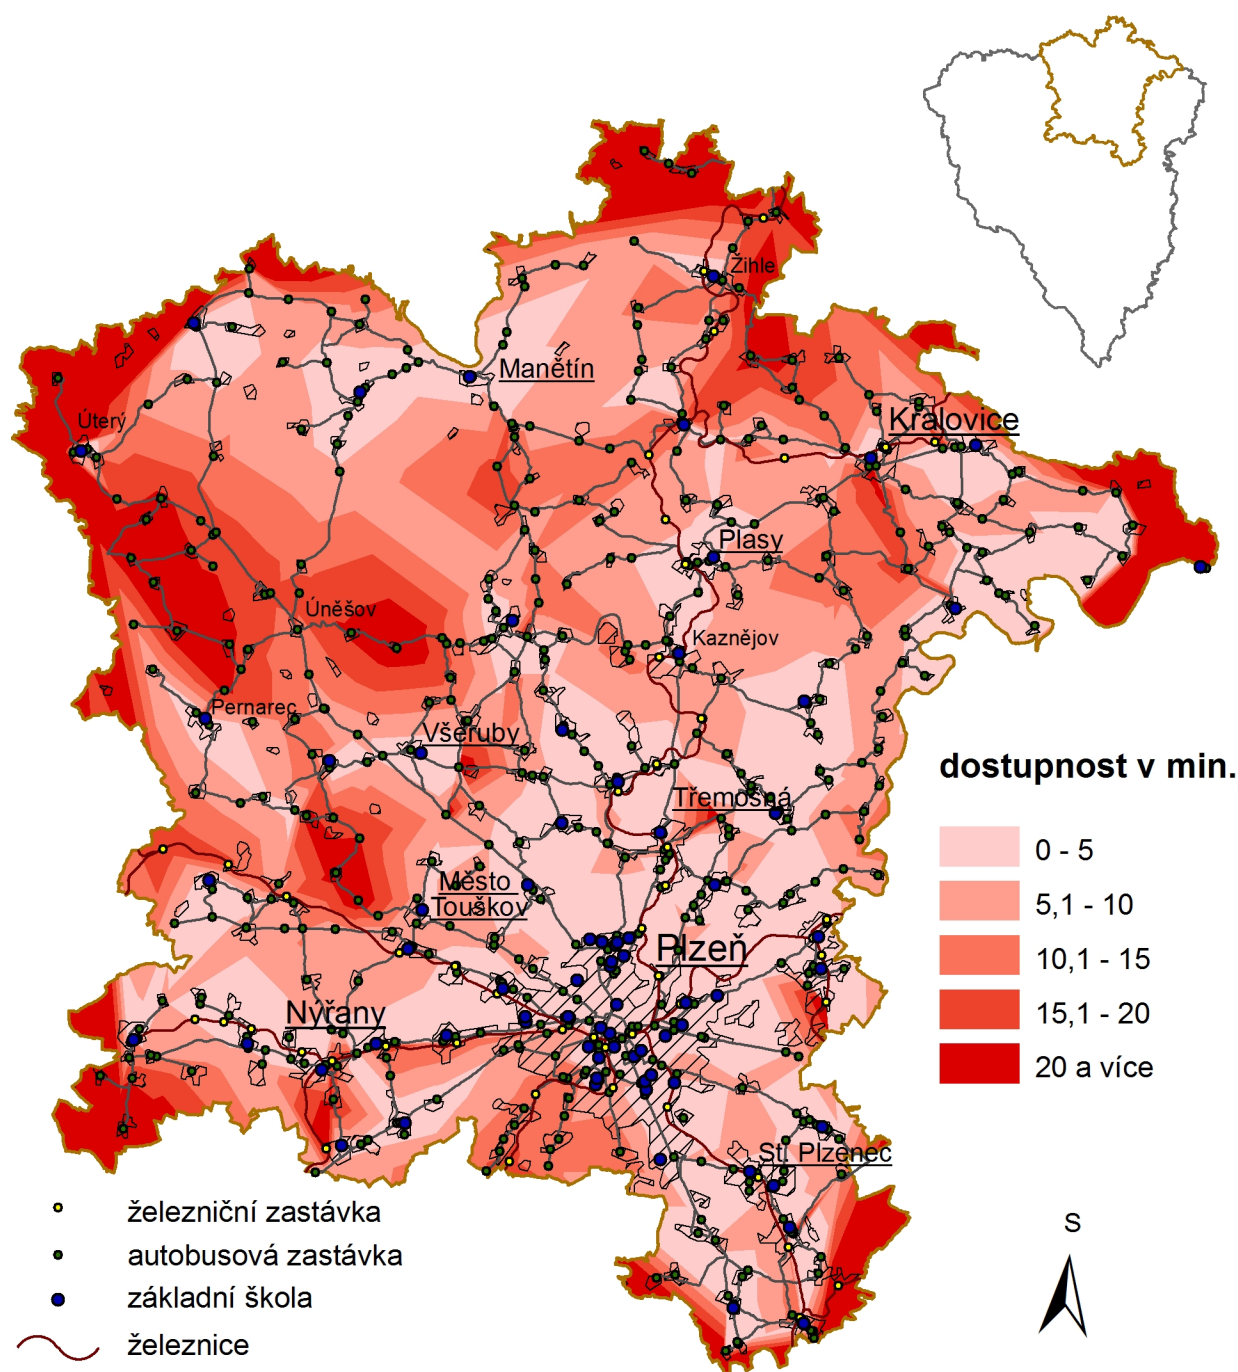 Žihle
Manětín
Úterý
Kralovice
Plasy
Úněšov
Kaznějov
Pernarec
Všeruby
Třemošná
Město
Touškov
Plzeň
Nýřany
Stl. Plzenec
dostupnost v min.
0 - 5
5,1 - 10
10,1 - 15
15,1 - 20
20 a více
S
železniční zastávka
autobusová zastávka
základní škola
železnice